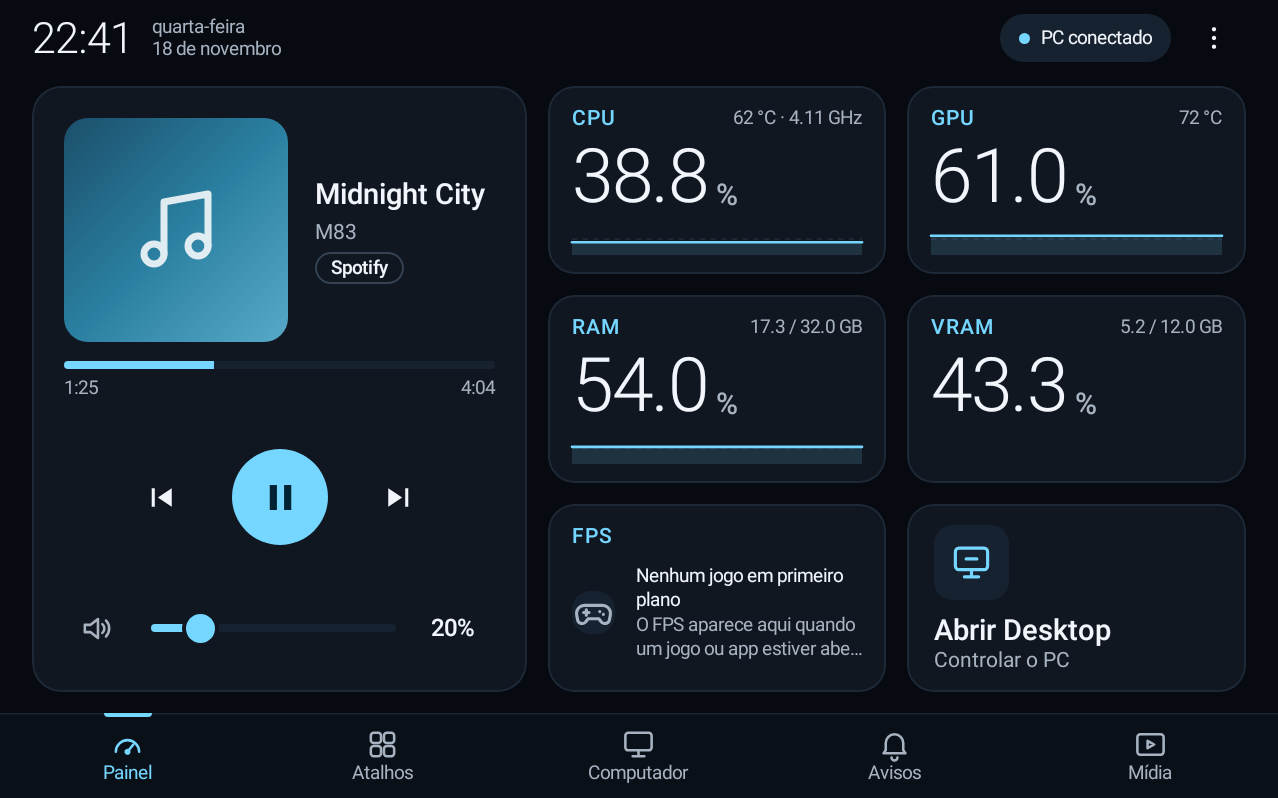 22:41
quarta-feira
18 de novembro
PC conectado
Midnight City
M83
Spotify
1:25
4:04
20%
CPU
62 °C · 4.11 GHz
38.8 %
GPU
72 °C
61.0 %
RAM
17.3 / 32.0 GB
54.0 %
VRAM
5.2 / 12.0 GB
43.3 %
FPS
Nenhum jogo em primeiro
plano
O FPS aparece aqui quando
um jogo ou app estiver abe...
Abrir Desktop
Controlar o PC
Painel
Atalhos
Computador
Avisos
Mídia